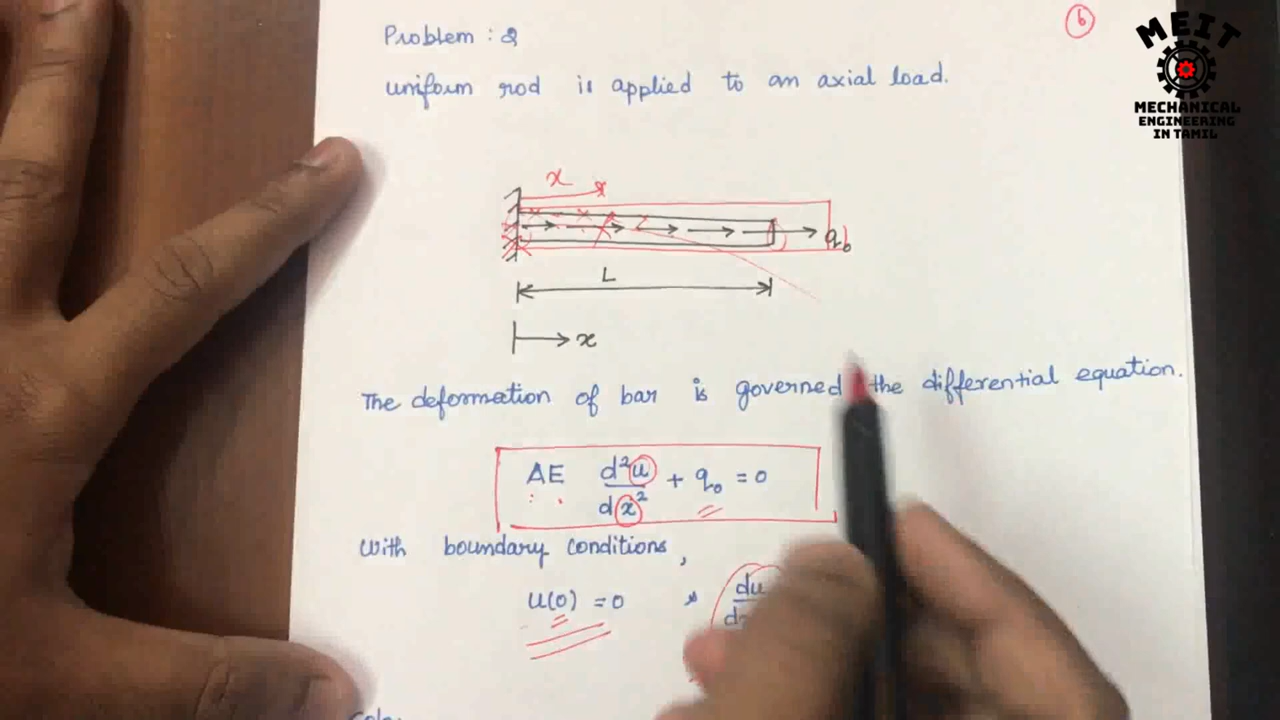 6
MEIT
MECHANICAL
ENGINEERING
IN TAMIL
Problem : 2
uniform rod is applied to an axial load.
x
q₀
L
x
The deformation of bar is governed the differential equation.
AE d²u/dx² + q₀ = 0
With boundary conditions,
u(0) = 0 du